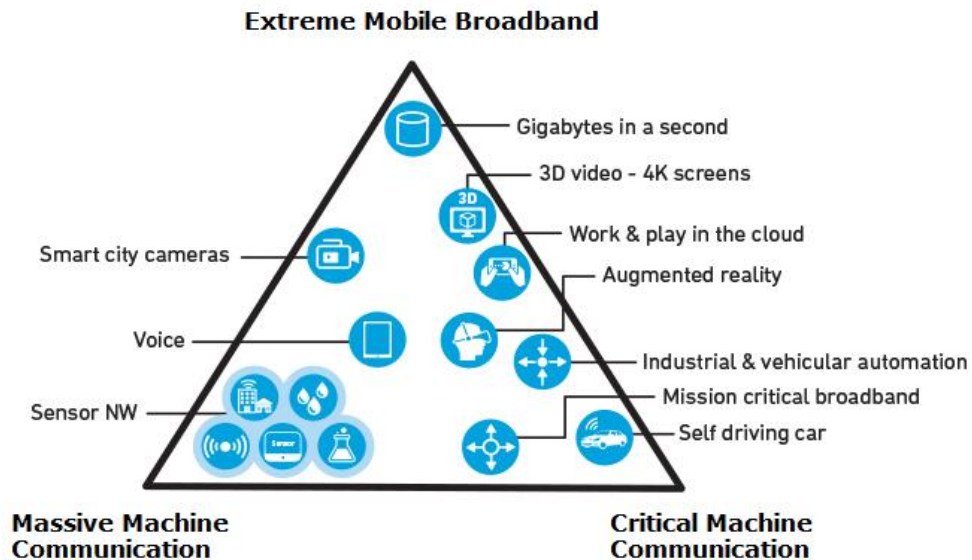 Extreme Mobile Broadband
Gigabytes in a second
3D video - 4K screens
3D
Work & play in the cloud
Smart city cameras
Augmented reality
Voice
Industrial & vehicular automation
Mission critical broadband
Sensor NW
Self driving car
Sensor
Massive Machine
Communication
Critical Machine
Communication